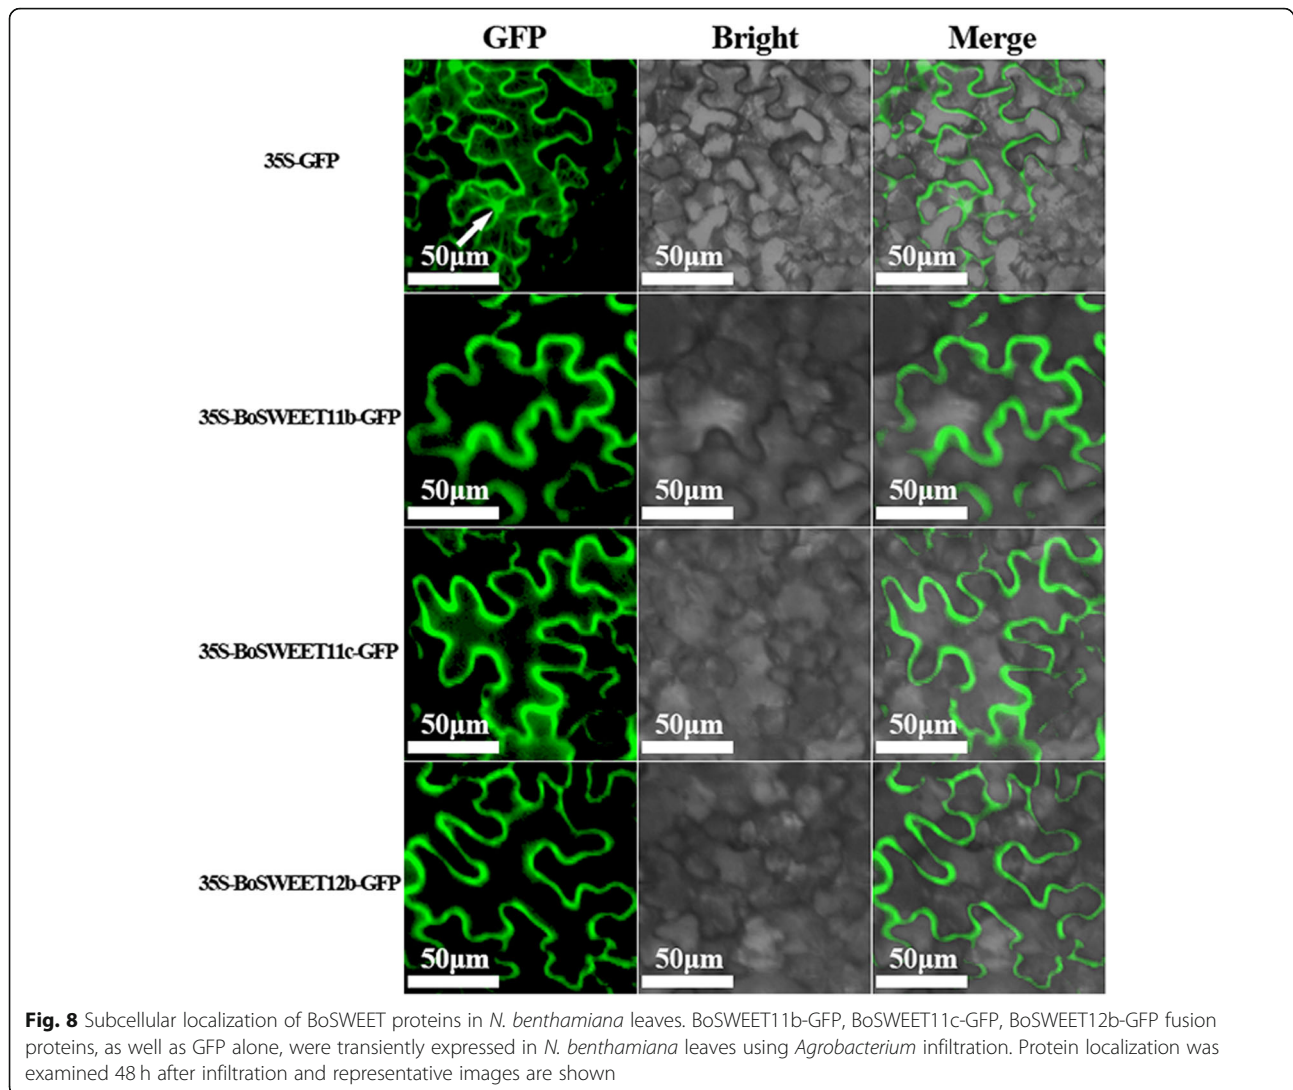 GFP Bright Merge
35S-GFP
50μm 50μm 50μm
35S-BoSWEET11b-GFP
50μm 50μm 50μm
35S-BoSWEET11c-GFP
50μm 50μm 50μm
35S-BoSWEET12b-GFP
50μm 50μm 50μm
Fig. 8 Subcellular localization of BoSWEET proteins in N. benthamiana leaves. BoSWEET11b-GFP, BoSWEET11c-GFP, BoSWEET12b-GFP fusion
proteins, as well as GFP alone, were transiently expressed in N. benthamiana leaves using Agrobacterium infiltration. Protein localization was
examined 48 h after infiltration and representative images are shown